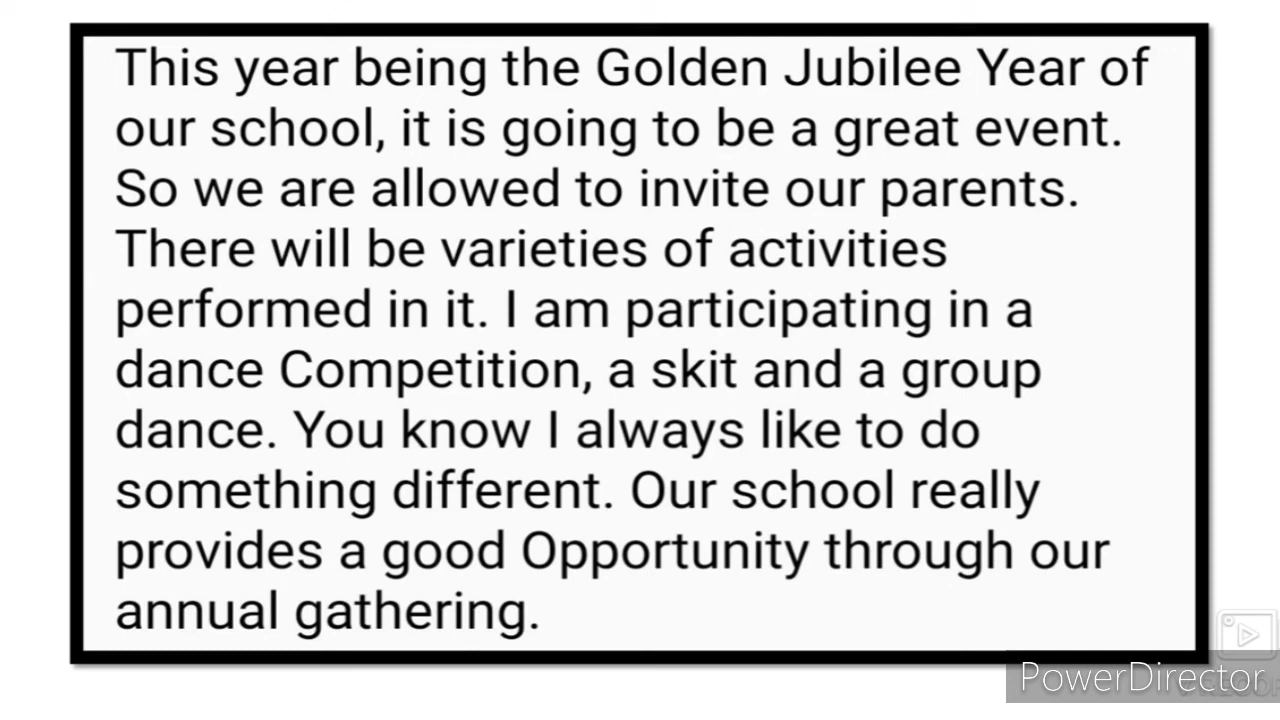 This year being the Golden Jubilee Year of
our school, it is going to be a great event.
So we are allowed to invite our parents.
There will be varieties of activities
performed in it. I am participating in a
dance Competition, a skit and a group
dance. You know I always like to do
something different. Our school really
provides a good Opportunity through our
annual gathering.
PowerDirector